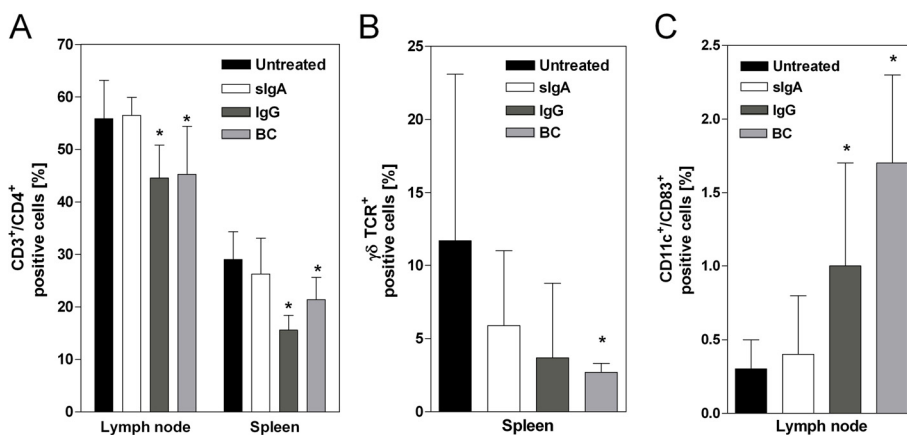 A
CD3⁺/CD4⁺
positive cells [%]
70
60
50
40
30
20
10
0
Untreated
sIgA
IgG
BC
*
*
*
*
Lymph node
Spleen
B
γδ TCR⁺
positive cells [%]
25
20
15
10
5
0
Untreated
sIgA
IgG
BC
*
Spleen
C
CD11c⁺/CD83⁺
positive cells [%]
2.5
2.0
1.5
1.0
0.5
0.0
Untreated
sIgA
IgG
BC
*
*
Lymph node